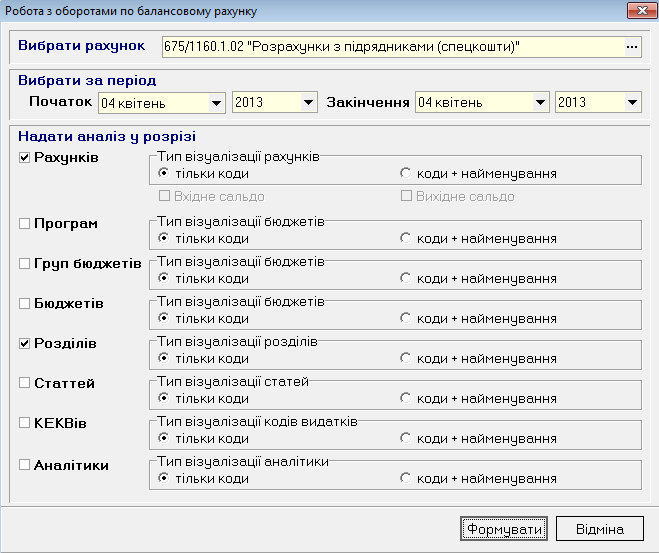 Робота з оборотами по балансовому рахунку
Вибрати рахунок 675/1160.1.02 "Розрахунки з підрядниками (спецкошти)" ...
Вибрати за період
Початок 04 квітень 2013 Закінчення 04 квітень 2013
Надати аналіз у розрізі
Рахунків Тип візуалізації рахунків
тільки коди коди + найменування
Вхідне сальдо Вихідне сальдо
Програм Тип візуалізації бюджетів
тільки коди коди + найменування
Груп бюджетів Тип візуалізації бюджетів
тільки коди коди + найменування
Бюджетів Тип візуалізації бюджетів
тільки коди коди + найменування
Розділів Тип візуалізації розділів
тільки коди коди + найменування
Статтей Тип візуалізації статей
тільки коди коди + найменування
КЕКВів Тип візуалізації кодів видатків
тільки коди коди + найменування
Аналітики Тип візуалізації аналітики
тільки коди коди + найменування
Формувати Відміна